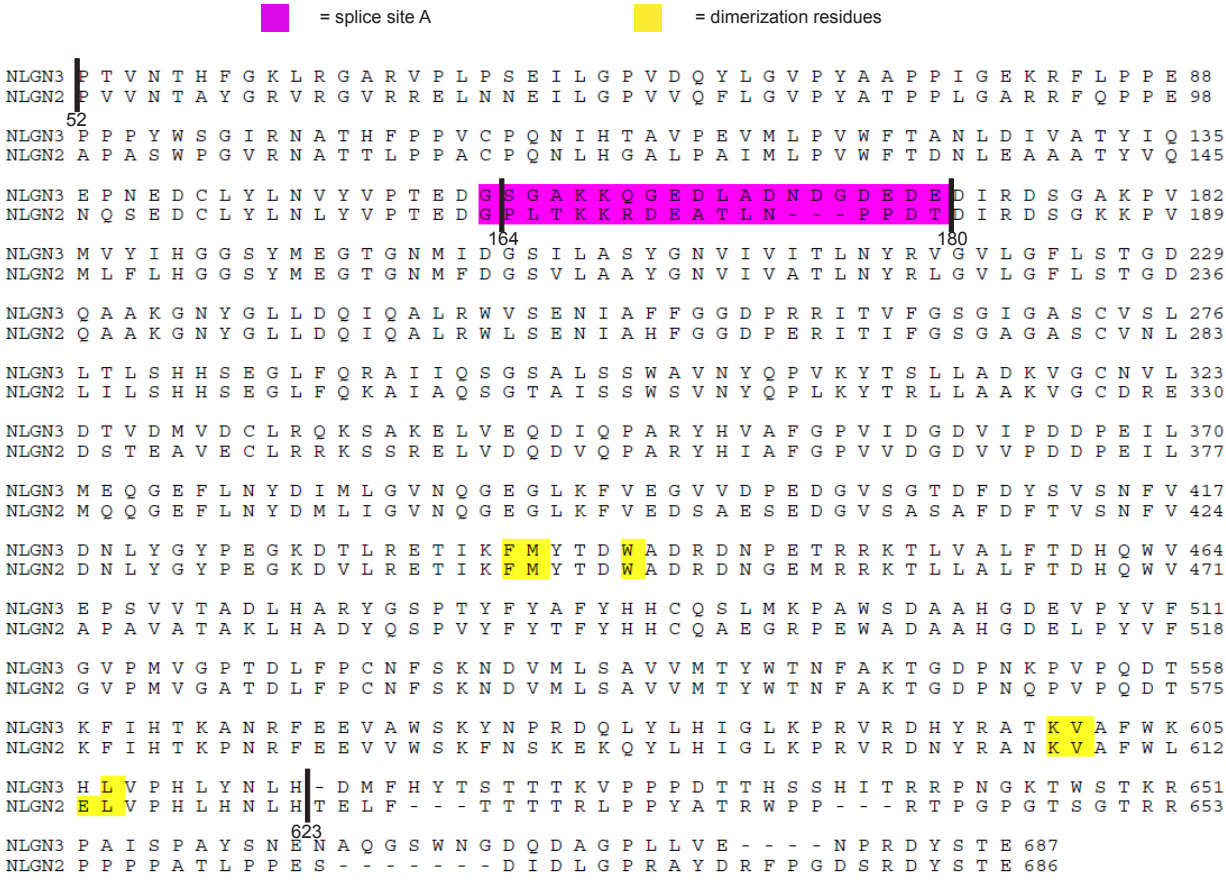 = splice site A = dimerization residues
NLGN3 P T V N T H F G K L R G A R V P L P S E I L G P V D Q Y L G V P Y A A P P I G E K R F L P P E 88
NLGN2 P V V N T A Y G R V R G V R R E L N N E I L G P V V Q F L G V P Y A T P P L G A R R F Q P P E 98
52
NLGN3 P P P Y W S G I R N A T H F P P V C P Q N I H T A V P E V M L P V W F T A N L D I V A T Y I Q 135
NLGN2 A P A S W P G V R N A T T L P P A C P Q N L H G A L P A I M L P V W F T D N L E A A A T Y V Q 145
NLGN3 E P N E D C L Y L N V Y V P T E D G S G A K K Q G E D L A D N D G D E D E D I R D S G A K P V 182
NLGN2 N Q S E D C L Y L N L Y V P T E D G P L T K K R D E A T L N - - - P P D T D I R D S G K K P V 189
164 180
NLGN3 M V Y I H G G S Y M E G T G N M I D G S I L A S Y G N V I V I T L N Y R V G V L G F L S T G D 229
NLGN2 M L F L H G G S Y M E G T G N M F D G S V L A A Y G N V I V A T L N Y R L G V L G F L S T G D 236
NLGN3 Q A A K G N Y G L L D Q I Q A L R W V S E N I A F F G G D P R R I T V F G S G I G A S C V S L 276
NLGN2 Q A A K G N Y G L L D Q I Q A L R W L S E N I A H F G G D P E R I T I F G S G A G A S C V N L 283
NLGN3 L T L S H H S E G L F Q R A I I Q S G S A L S S W A V N Y Q P V K Y T S L L A D K V G C N V L 323
NLGN2 L I L S H H S E G L F Q K A I A Q S G T A I S S W S V N Y Q P L K Y T R L L A A K V G C D R E 330
NLGN3 D T V D M V D C L R Q K S A K E L V E Q D I Q P A R Y H V A F G P V I D G D V I P D D P E I L 370
NLGN2 D S T E A V E C L R R K S S R E L V D Q D V Q P A R Y H I A F G P V V D G D V V P D D P E I L 377
NLGN3 M E Q G E F L N Y D I M L G V N Q G E G L K F V E G V V D P E D G V S G T D F D Y S V S N F V 417
NLGN2 M Q Q G E F L N Y D M L I G V N Q G E G L K F V E D S A E S E D G V S A S A F D F T V S N F V 424
NLGN3 D N L Y G Y P E G K D T L R E T I K F M Y T D W A D R D N P E T R R K T L V A L F T D H Q W V 464
NLGN2 D N L Y G Y P E G K D V L R E T I K F M Y T D W A D R D N G E M R R K T L L A L F T D H Q W V 471
NLGN3 E P S V V T A D L H A R Y G S P T Y F Y A F Y H H C Q S L M K P A W S D A A H G D E V P Y V F 511
NLGN2 A P A V A T A K L H A D Y Q S P V Y F Y T F Y H H C Q A E G R P E W A D A A H G D E L P Y V F 518
NLGN3 G V P M V G P T D L F P C N F S K N D V M L S A V V M T Y W T N F A K T G D P N K P V P Q D T 558
NLGN2 G V P M V G A T D L F P C N F S K N D V M L S A V V M T Y W T N F A K T G D P N Q P V P Q D T 575
NLGN3 K F I H T K A N R F E E V A W S K Y N P R D Q L Y L H I G L K P R V R D H Y R A T K V A F W K 605
NLGN2 K F I H T K P N R F E E V V W S K F N S K E K Q Y L H I G L K P R V R D N Y R A N K V A F W L 612
NLGN3 H L V P H L Y N L H - D M F H Y T S T T T K V P P P D T T H S S H I T R R P N G K T W S T K R 651
NLGN2 E L V P H L H N L H T E L F - - - T T T T R L P P Y A T R W P P - - - R T P G P G T S G T R R 653
623
NLGN3 P A I S P A Y S N E N A Q G S W N G D Q D A G P L L V E - - - - N P R D Y S T E 687
NLGN2 P P P P A T L P P E S - - - - - - - D I D L G P R A Y D R F P G D S R D Y S T E 686